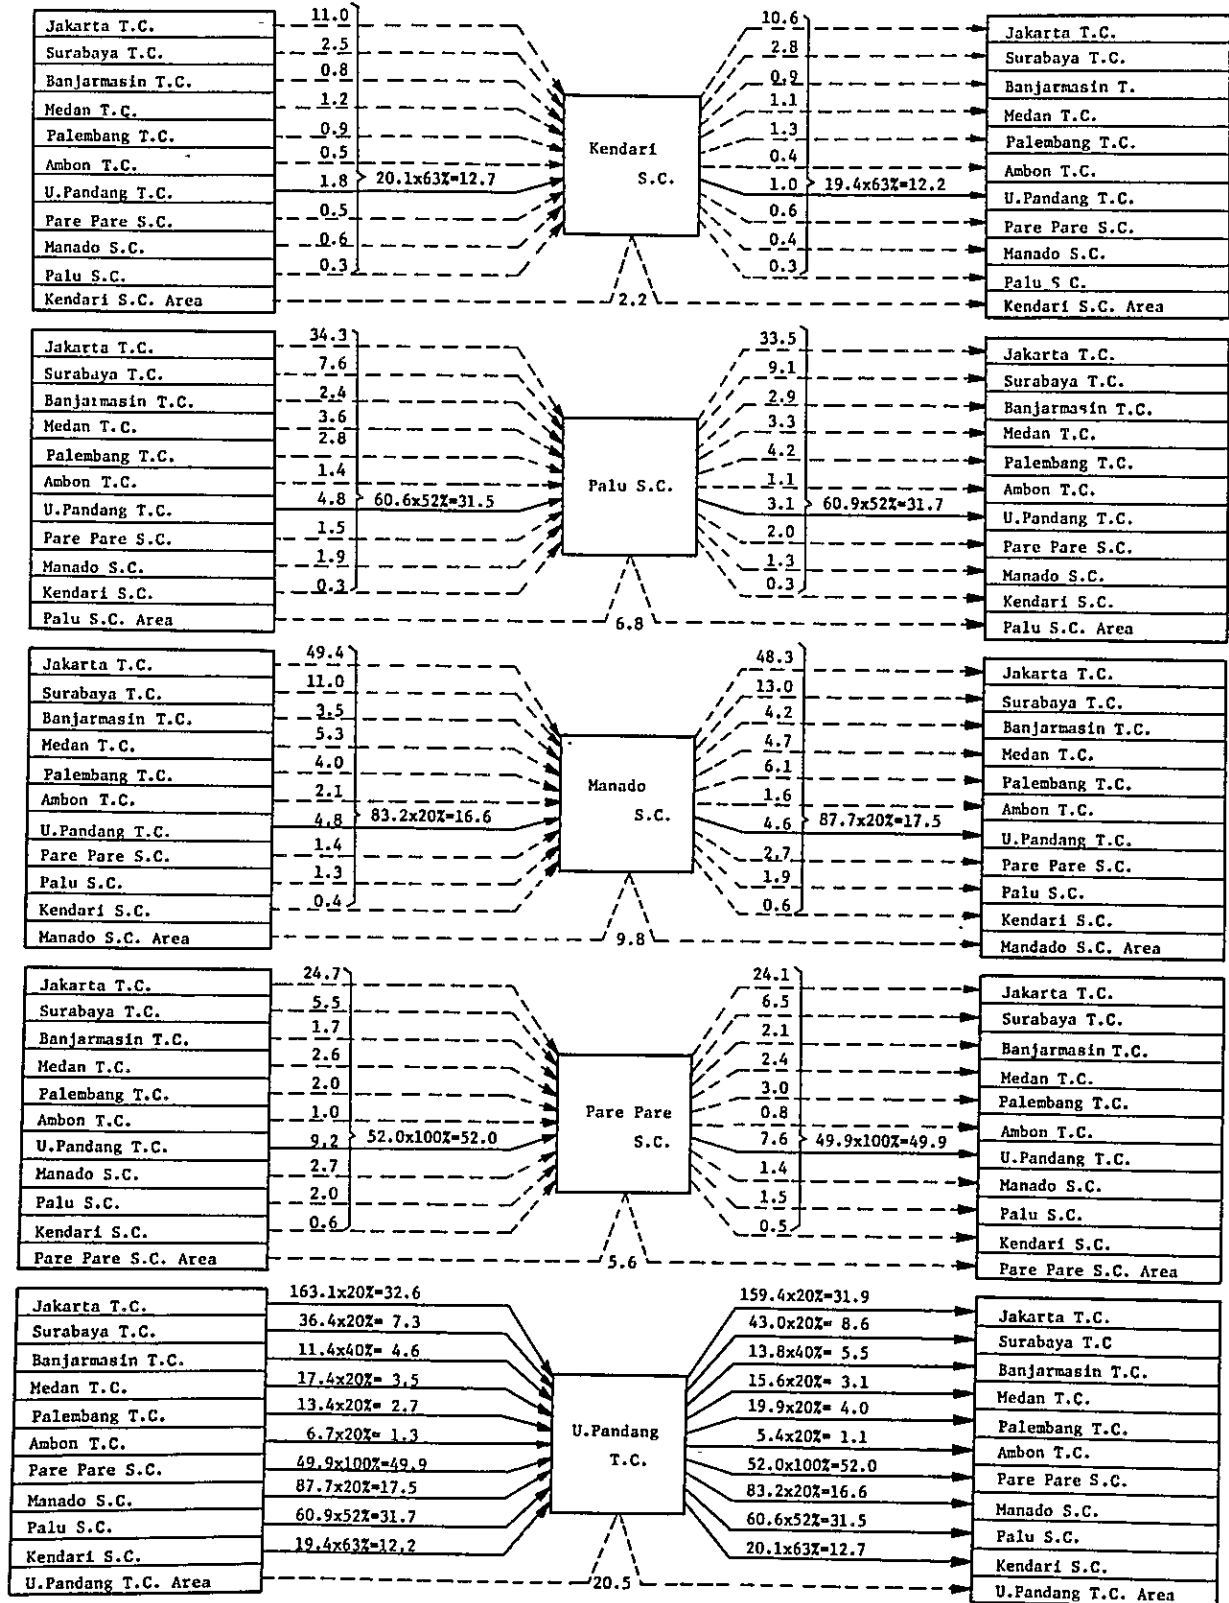 Jakarta T.C. 11.0 10.6 Jakarta T.C.
Surabaya T.C. 2.5 2.8 Surabaya T.C.
Banjarmasin T.C. 0.8 0.9 Banjarmasin T.
Medan T.C. 1.2 1.1 Medan T.C.
Palembang T.C. 0.9 Kendari 1.3 Palembang T.C.
Ambon T.C. 0.5 S.C. 0.4 Ambon T.C.
U.Pandang T.C. 1.8 20.1x63%=12.7 1.0 19.4x63%=12.2 U.Pandang T.C.
Pare Pare S.C. 0.5 0.6 Pare Pare S.C.
Manado S.C. 0.6 0.4 Manado S.C.
Palu S.C. 0.3 0.3 Palu S C.
Kendari S.C. Area 2.2 Kendari S.C. Area
Jakarta T.C. 34.3 33.5 Jakarta T.C.
Surabaya T.C. 7.6 9.1 Surabaya T.C.
Banjarmasin T.C. 2.4 2.9 Banjarmasin T.C.
Medan T.C. 3.6 3.3 Medan T.C.
Palembang T.C. 2.8 4.2 Palembang T.C.
Ambon T.C. 1.4 Palu S.C. 1.1 Ambon T.C.
U.Pandang T.C. 4.8 60.6x52%=31.5 3.1 60.9x52%=31.7 U.Pandang T.C.
Pare Pare S.C. 1.5 2.0 Pare Pare S.C.
Manado S.C. 1.9 1.3 Manado S.C.
Kendari S.C. 0.3 0.3 Kendari S.C.
Palu S.C. Area 6.8 Palu S.C. Area
Jakarta T.C. 49.4 48.3 Jakarta T.C.
Surabaya T.C. 11.0 13.0 Surabaya T.C.
Banjarmasin T.C. 3.5 4.2 Banjarmasin T.C.
Medan T.C. 5.3 4.7 Medan T.C.
Palembang T.C. 4.0 Manado 6.1 Palembang T.C.
Ambon T.C. 2.1 S.C. 1.6 Ambon T.C.
U.Pandang T.C. 4.8 83.2x20%=16.6 4.6 87.7x20%=17.5 U.Pandang T.C.
Pare Pare S.C. 1.4 2.7 Pare Pare S.C.
Palu S.C. 1.3 1.9 Palu S.C.
Kendari S.C. 0.4 0.6 Kendari S.C.
Manado S.C. Area 9.8 Mandado S.C. Area
Jakarta T.C. 24.7 24.1 Jakarta T.C.
Surabaya T.C. 5.5 6.5 Surabaya T.C.
Banjarmasin T.C. 1.7 2.1 Banjarmasin T.C.
Medan T.C. 2.6 2.4 Medan T.C.
Palembang T.C. 2.0 Pare Pare 3.0 Palembang T.C.
Ambon T.C. 1.0 S.C. 0.8 Ambon T.C.
U.Pandang T.C. 9.2 52.0x100%=52.0 7.6 49.9x100%=49.9 U.Pandang T.C.
Manado S.C. 2.7 1.4 Manado S.C.
Palu S.C. 2.0 1.5 Palu S.C.
Kendari S.C. 0.6 0.5 Kendari S.C.
Pare Pare S.C. Area 5.6 Pare Pare S.C. Area
Jakarta T.C. 163.1x20%=32.6 159.4x20%=31.9 Jakarta T.C.
Surabaya T.C. 36.4x20%= 7.3 43.0x20%= 8.6 Surabaya T.C
Banjarmasin T.C. 11.4x40%= 4.6 13.8x40%= 5.5 Banjarmasin T.C.
Medan T.C. 17.4x20%= 3.5 15.6x20%= 3.1 Medan T.C.
Palembang T.C. 13.4x20%= 2.7 U.Pandang 19.9x20%= 4.0 Palembang T.C.
Ambon T.C. 6.7x20%= 1.3 T.C. 5.4x20%= 1.1 Ambon T.C.
Pare Pare S.C. 49.9x100%=49.9 52.0x100%=52.0 Pare Pare S.C.
Manado S.C. 87.7x20%=17.5 83.2x20%=16.6 Manado S.C.
Palu S.C. 60.9x52%=31.7 60.6x52%=31.5 Palu S.C.
Kendari S.C. 19.4x63%=12.2 20.1x63%=12.7 Kendari S.C.
U.Pandang T.C. Area 20.5 U.Pandang T.C. Area